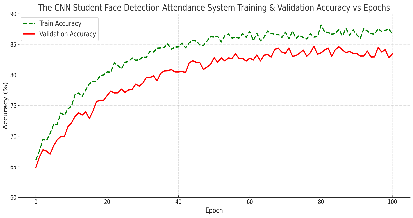 The CNN Student Face Detection Attendance System Training & Validation Accuracy vs Epochs
Train Accuracy
Validation Accuracy
Accuracy (%)
0
20
40
60
80
100
Epoch